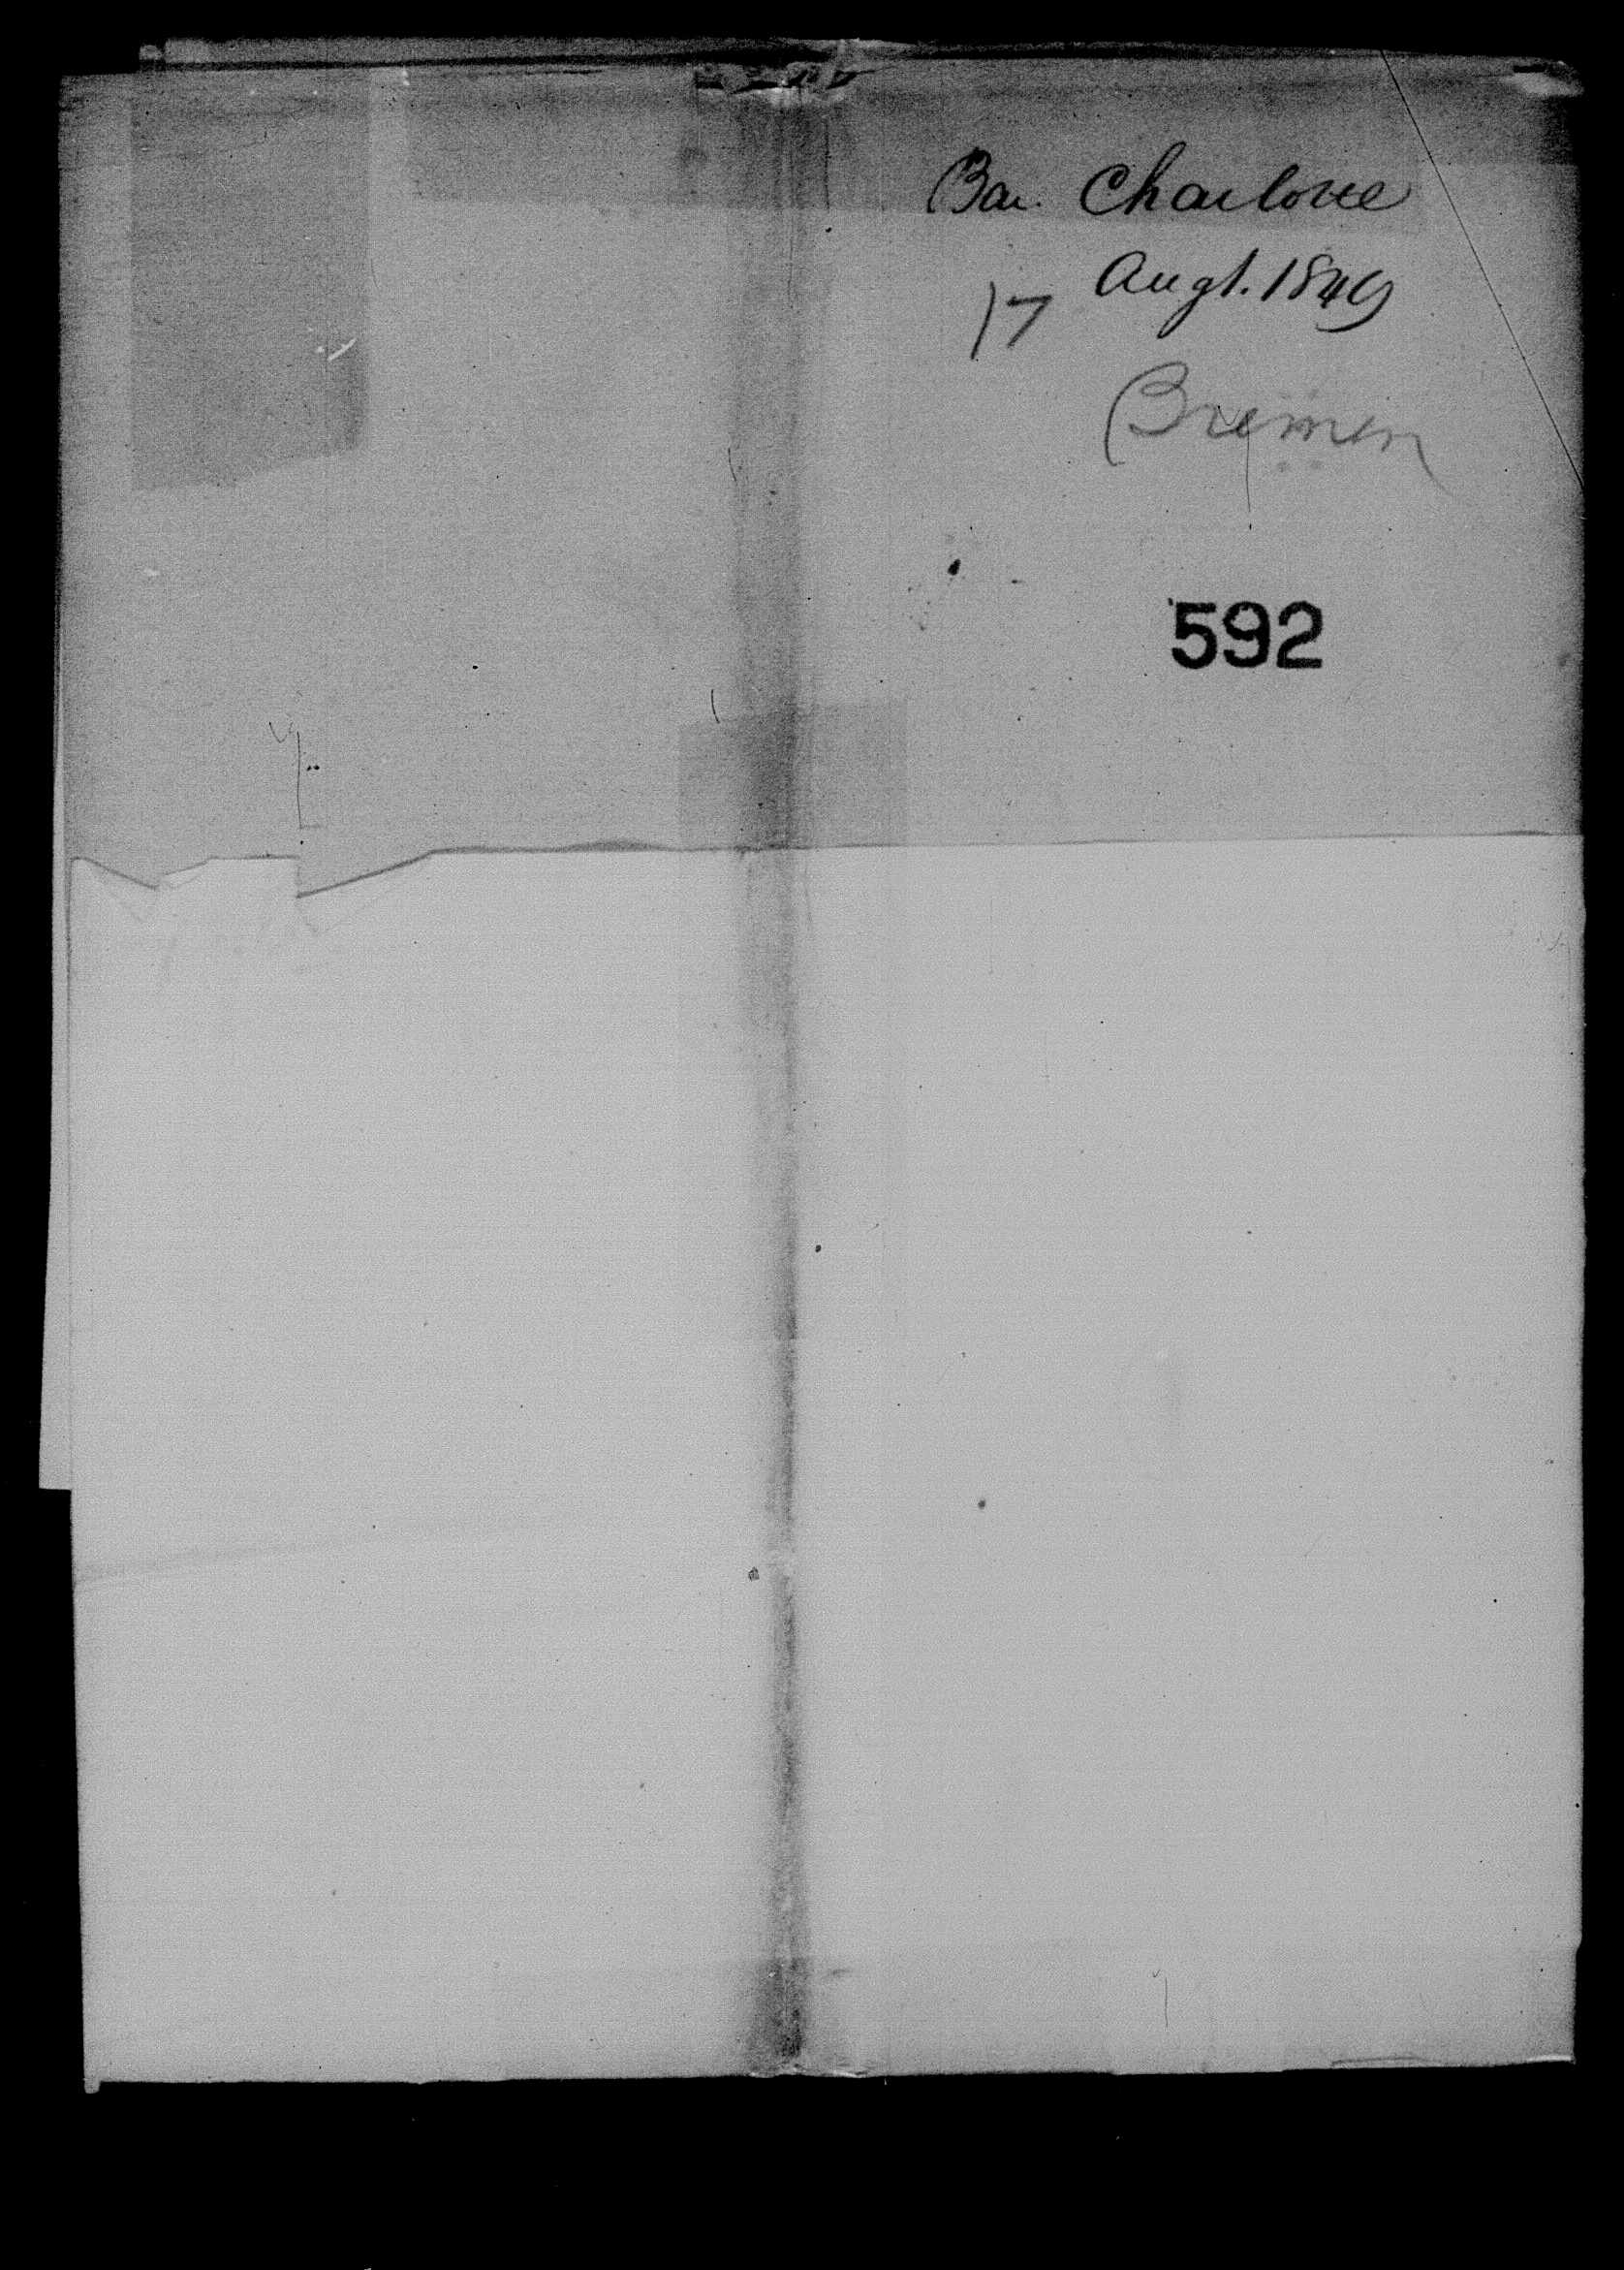 Bar. Charlotte
Augt. 1849
17
Bremen
592